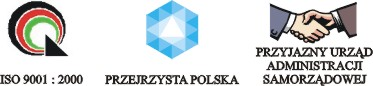 ISO 9001 : 2000
PRZEJRZYSTA POLSKA
PRZYJAZNY URZĄD
ADMINISTRACJI
SAMORZĄDOWEJ